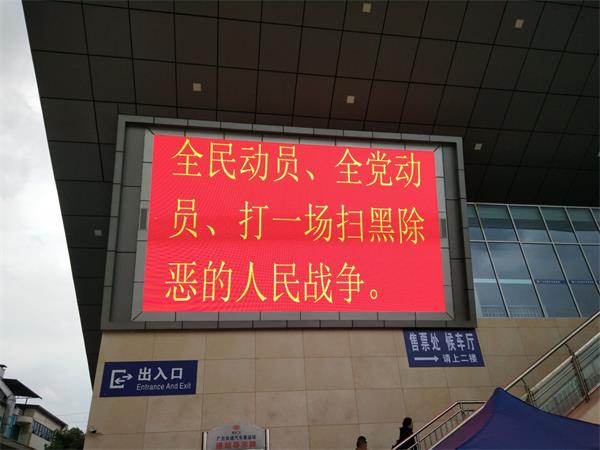 全民动员、全党动
员、打一场扫黑除
恶的人民战争。
售票处 候车厅
请上二楼
出入口
Entrance And Exit